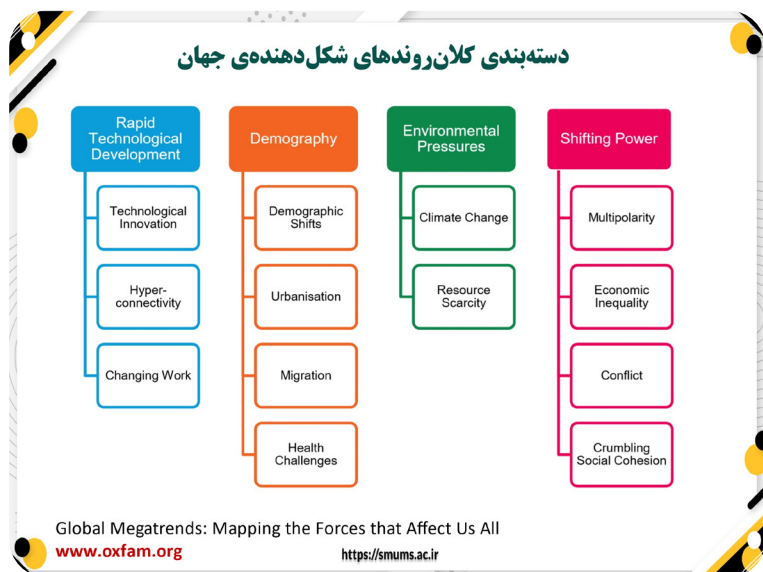 دسته‌بندی کلان‌روندهای شکل‌دهنده‌ی جهان
Rapid
Technological
Development
Technological
Innovation
Hyper-
connectivity
Changing Work
Demography
Demographic
Shifts
Urbanisation
Migration
Health
Challenges
Environmental
Pressures
Climate Change
Resource
Scarcity
Shifting Power
Multipolarity
Economic
Inequality
Conflict
Crumbling
Social Cohesion
Global Megatrends: Mapping the Forces that Affect Us All
www.oxfam.org
https://smums.ac.ir